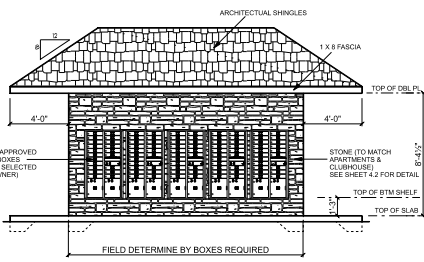 ARCHITECTURAL SHINGLES
12
8
1 X 8 FASCIA
TOP OF DBL PL
4'-0"
4'-0"
APPROVED
BOXES
SELECTED
NER)
STONE (TO MATCH
APARTMENTS &
CLUBHOUSE)
SEE SHEET 4.2 FOR DETAIL
8'-4½"
TOP OF BTM SHELF
1'-3"
TOP OF SLAB
FIELD DETERMINE BY BOXES REQUIRED